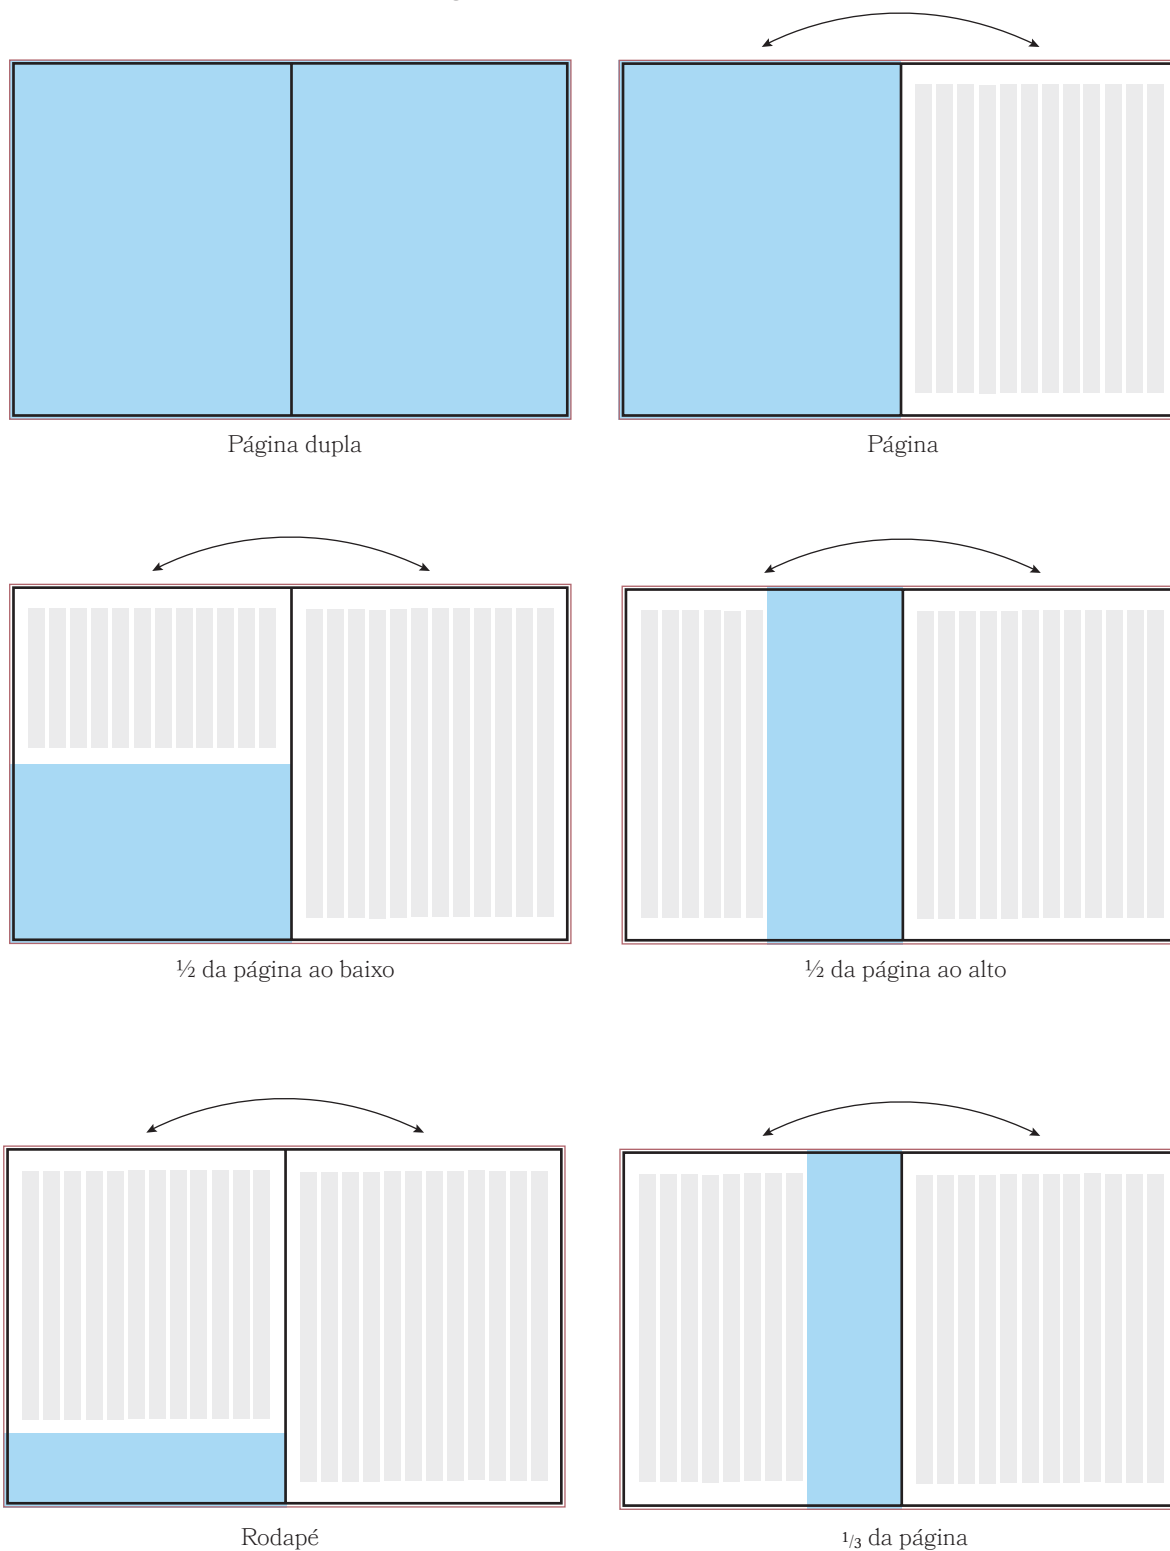 Página dupla
Página
½ da página ao baixo
½ da página ao alto
Rodapé
1/3 da página